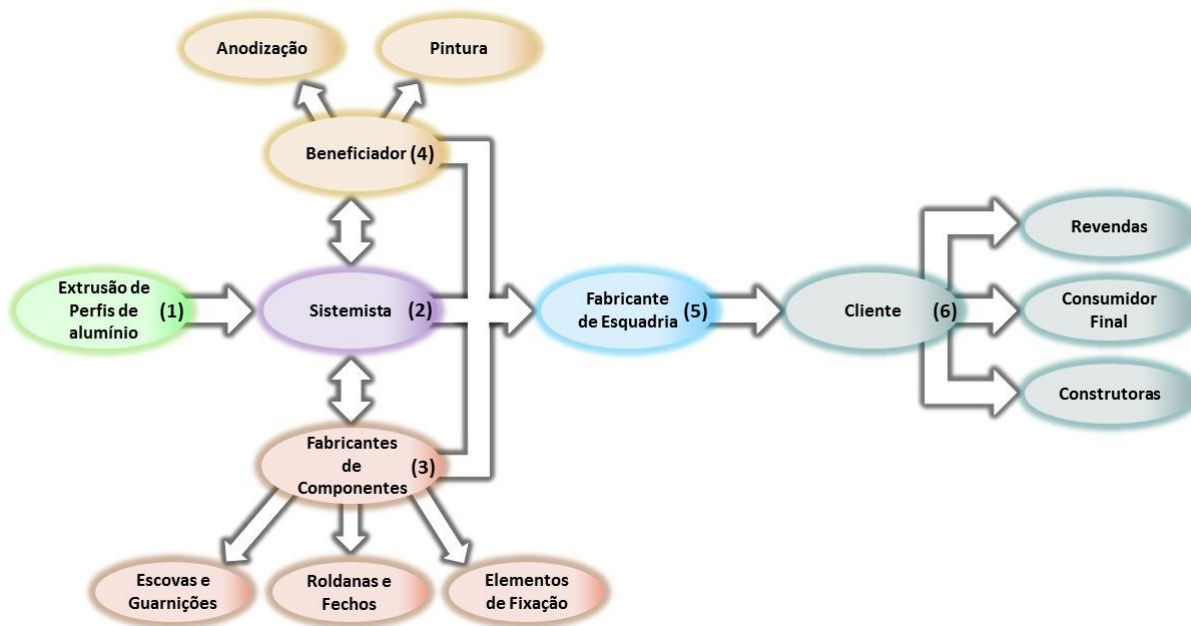 Anodização
Pintura
Beneficiador (4)
Extrusão de
Perfis de (1)
alumínio
Sistemista (2)
Fabricante
de Esquadria (5)
Cliente (6)
Revendas
Consumidor
Final
Construtoras
Fabricantes
de (3)
Componentes
Escovas e
Guarnições
Roldanas e
Fechos
Elementos
de Fixação